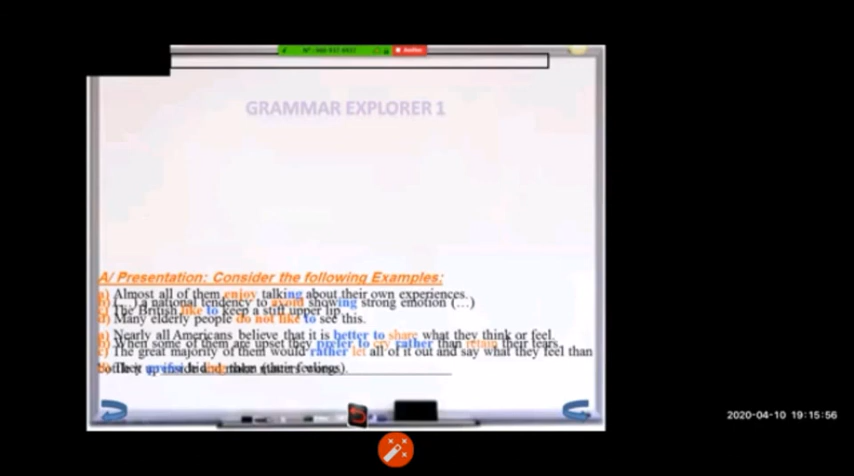 GRAMMAR EXPLORER 1
A/ Presentation: Consider the following Examples:
a) Almost all of them enjoy talking about their own experiences.
b) (…) a national tendency to avoid showing strong emotion (…)
c) The British like to keep a stiff upper lip.
d) Many elderly people do not like to see this.
a) Nearly all Americans believe that it is better to share what they think or feel.
b) When some of them are upset they prefer to cry rather than retain their tears.
c) The great majority of them would rather let all of it out and say what they feel than
2020-04-10 19:15:56